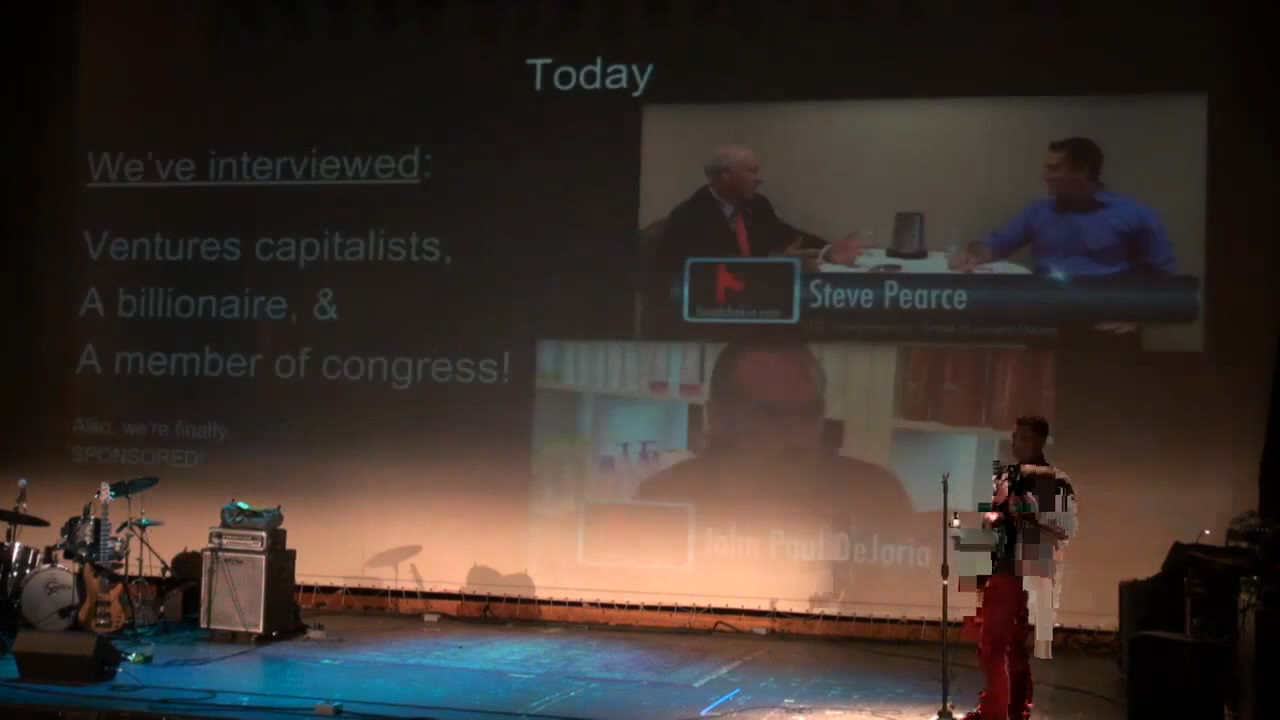 Today
We've interviewed:
Ventures capitalists,
A billionaire, &
A member of congress!
Also, we're finally
SPONSORED!
Steve Pearce
John Paul DeJoria